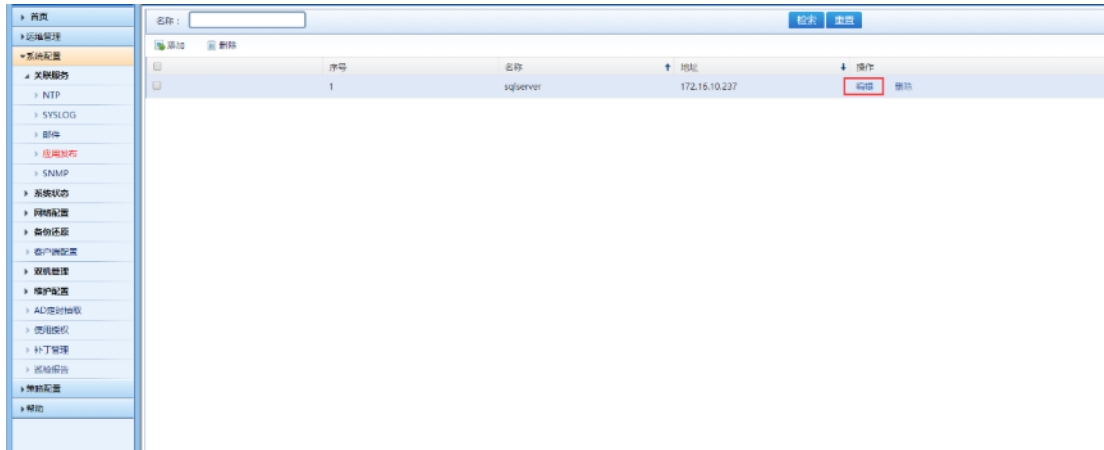 首页
运维管理
系统配置
关联服务
NTP
SYSLOG
邮件
应用发布
SNMP
系统状态
网络配置
备份还原
客户端配置
双机管理
维护配置
AD定时抽取
使用授权
补丁管理
巡检报告
策略配置
帮助
名称：
检索 重置
添加 删除
序号 名称 地址 操作
1 sqlserver 172.16.10.237 编辑 删除